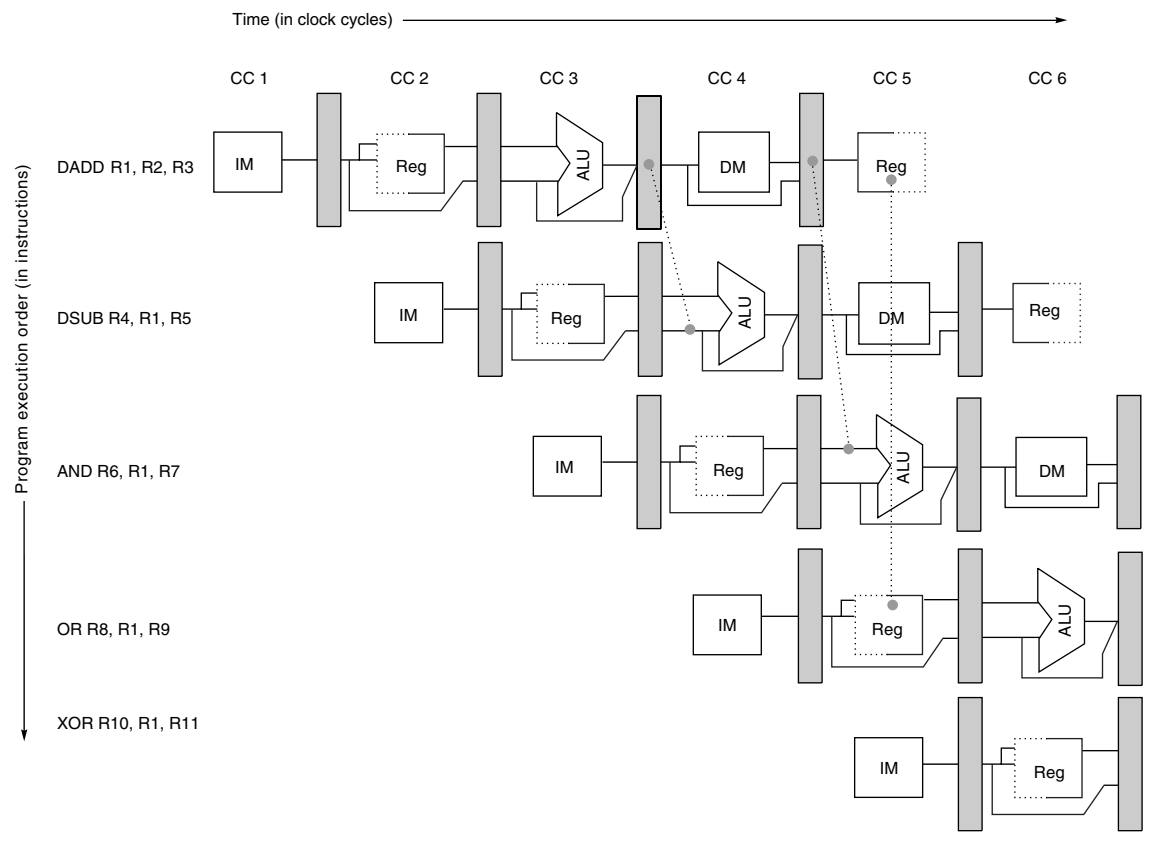 Time (in clock cycles)
CC 1 CC 2 CC 3 CC 4 CC 5 CC 6
Program execution order (in instructions)
DADD R1, R2, R3 IM Reg ALU DM Reg
DSUB R4, R1, R5 IM Reg ALU DM Reg
AND R6, R1, R7 IM Reg ALU DM
OR R8, R1, R9 IM Reg ALU
XOR R10, R1, R11
IM Reg